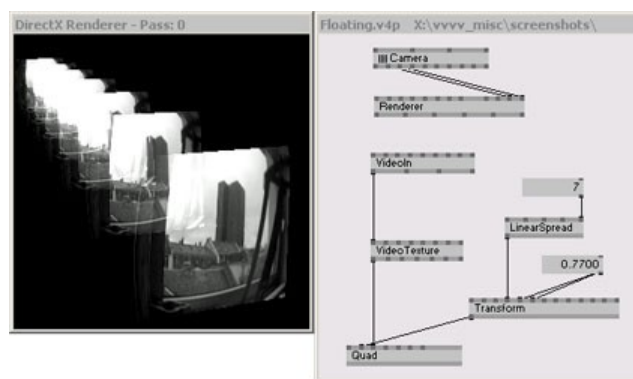 DirectX Renderer - Pass: 0
Floating.v4p X:\vvvv_misc\screenshots\
Camera
Renderer
VideoIn
7
LinearSpread
VideoTexture
0.7700
Transform
Quad